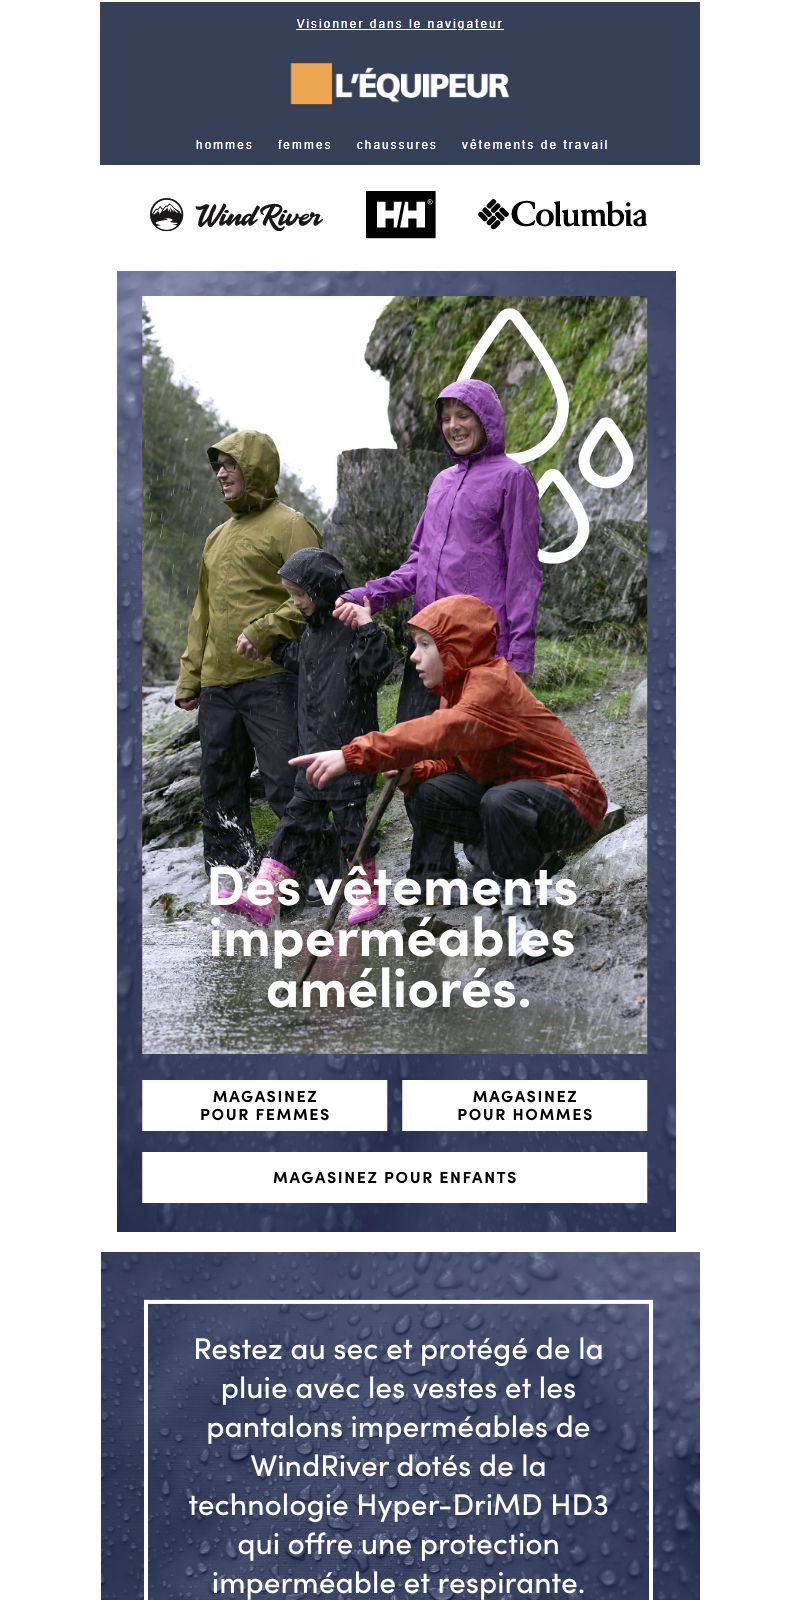 Visionner dans le navigateur
L'ÉQUIPEUR
hommes femmes chaussures vêtements de travail
Wind River HH® Columbia
Des vêtements
imperméables
améliorés.
MAGASINEZ
POUR FEMMES
MAGASINEZ
POUR HOMMES
MAGASINEZ POUR ENFANTS
Restez au sec et protégé de la
pluie avec les vestes et les
pantalons imperméables de
WindRiver dotés de la
technologie Hyper-DriMD HD3
qui offre une protection
imperméable et respirante.